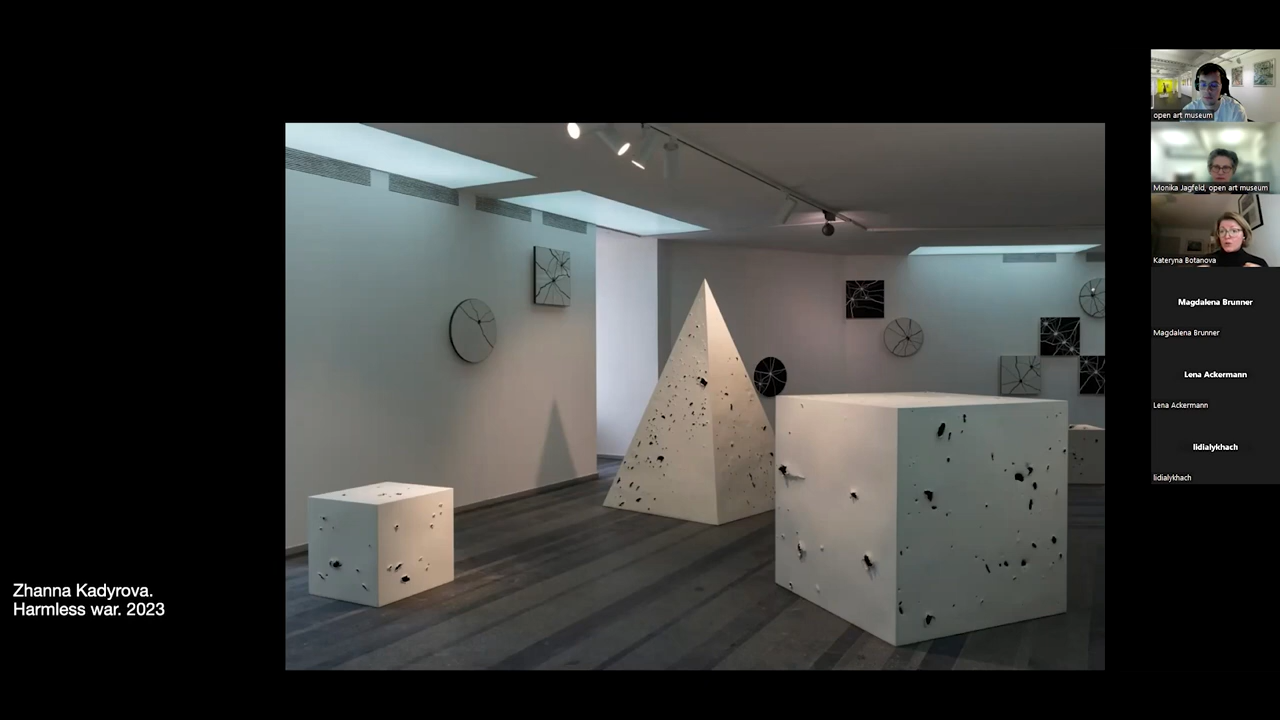 Zhanna Kadyrova.
Harmless war. 2023
open art museum
Monika Jagfeld, open art museum
Kateryna Botanova
Magdalena Brunner
Magdalena Brunner
Lena Ackermann
Lena Ackermann
lidialykhach
lidialykhach